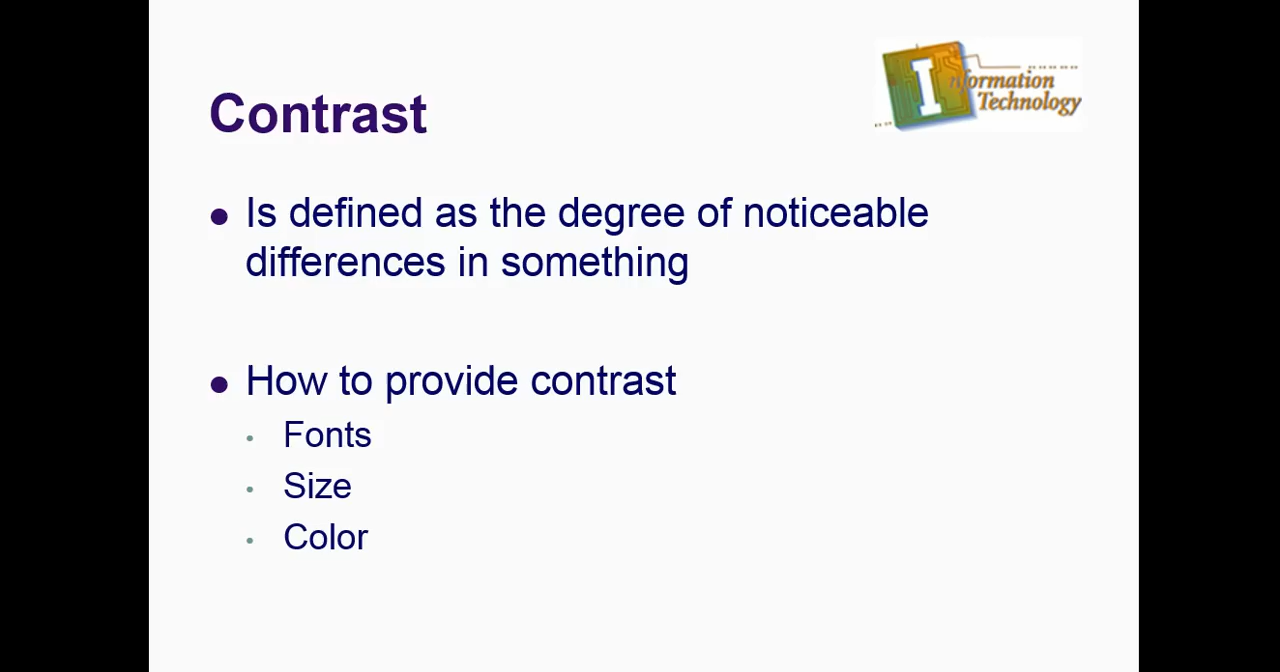 Information
Technology
Contrast
● Is defined as the degree of noticeable
differences in something
● How to provide contrast
• Fonts
• Size
• Color